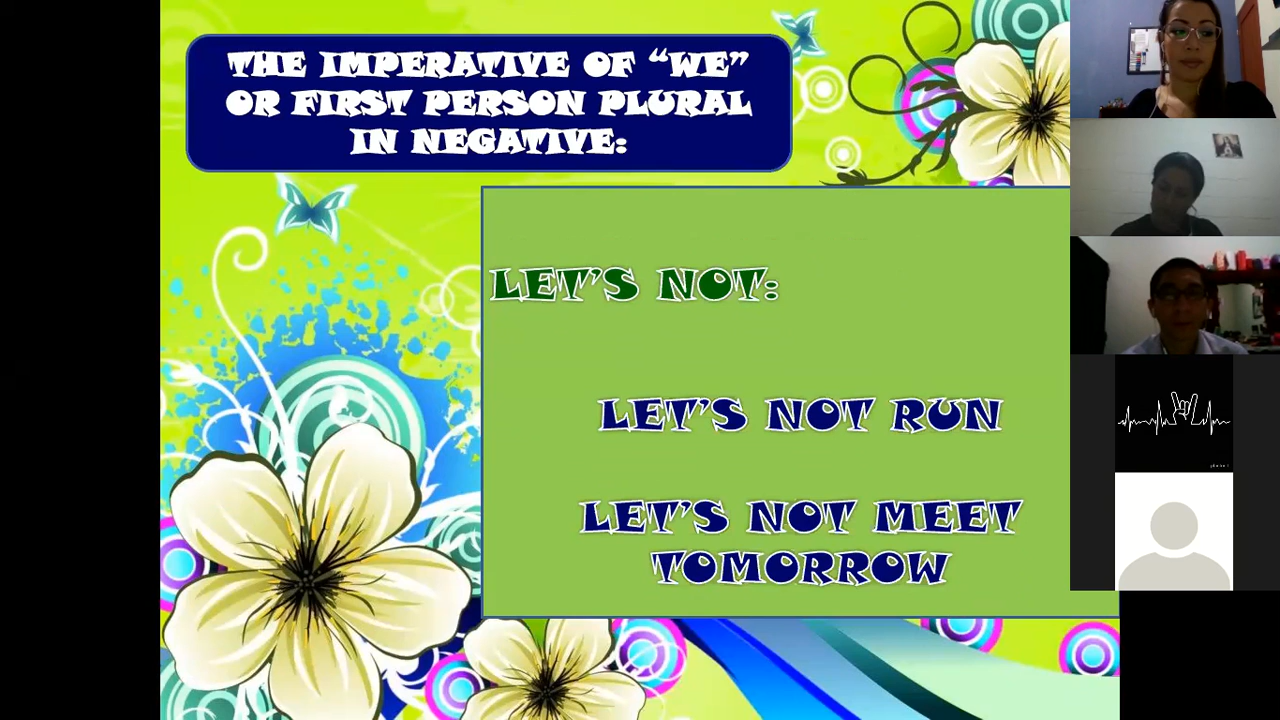 THE IMPERATIVE OF “WE”
OR FIRST PERSON PLURAL
IN NEGATIVE:
LET’S NOT:
LET’S NOT RUN
LET’S NOT MEET
TOMORROW